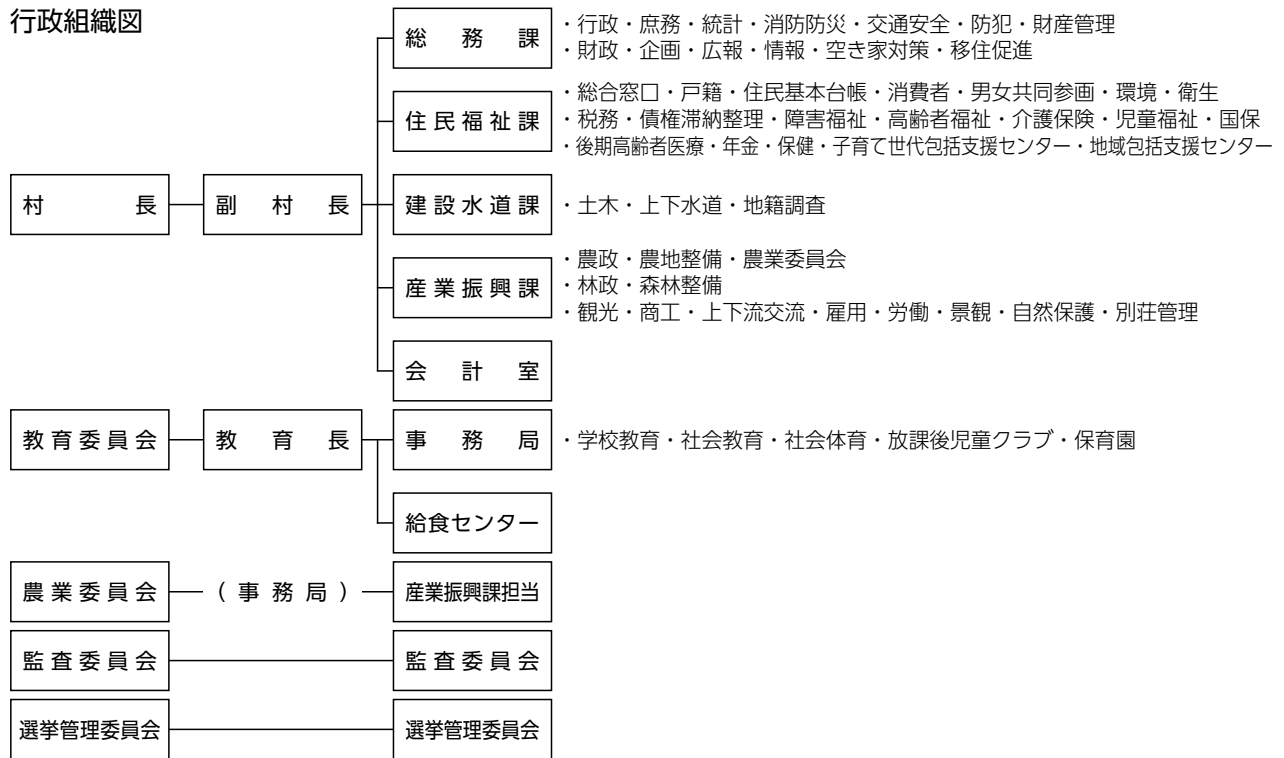 行政組織図
総務課
・行政・庶務・統計・消防防災・交通安全・防犯・財産管理
・財政・企画・広報・情報・空き家対策・移住促進
住民福祉課
・総合窓口・戸籍・住民基本台帳・消費者・男女共同参画・環境・衛生
・税務・債権滞納整理・障害福祉・高齢者福祉・介護保険・児童福祉・国保
・後期高齢者医療・年金・保健・子育て世代包括支援センター・地域包括支援センター
村長
副村長
建設水道課
・土木・上下水道・地籍調査
産業振興課
・農政・農地整備・農業委員会
・林政・森林整備
・観光・商工・上下流交流・雇用・労働・景観・自然保護・別荘管理
会計室
教育委員会
教育長
事務局
・学校教育・社会教育・社会体育・放課後児童クラブ・保育園
給食センター
農業委員会
(事務局)
産業振興課担当
監査委員会
監査委員会
選挙管理委員会
選挙管理委員会